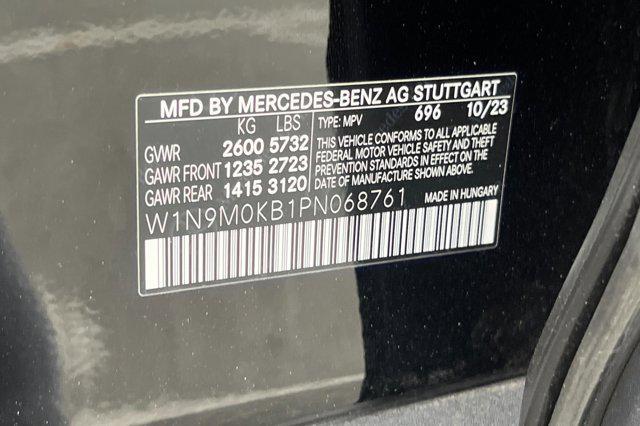 MFD BY MERCEDES-BENZ AG STUTTGART
KG LBS TYPE: MPV 696 10/23
GVWR 2600 5732
GAWR FRONT 1235 2723
GAWR REAR 1415 3120
THIS VEHICLE CONFORMS TO ALL APPLICABLE
FEDERAL MOTOR VEHICLE SAFETY AND THEFT
PREVENTION STANDARDS IN EFFECT ON THE
DATE OF MANUFACTURE SHOWN ABOVE.
W1N9M0KB1PN068761 MADE IN HUNGARY